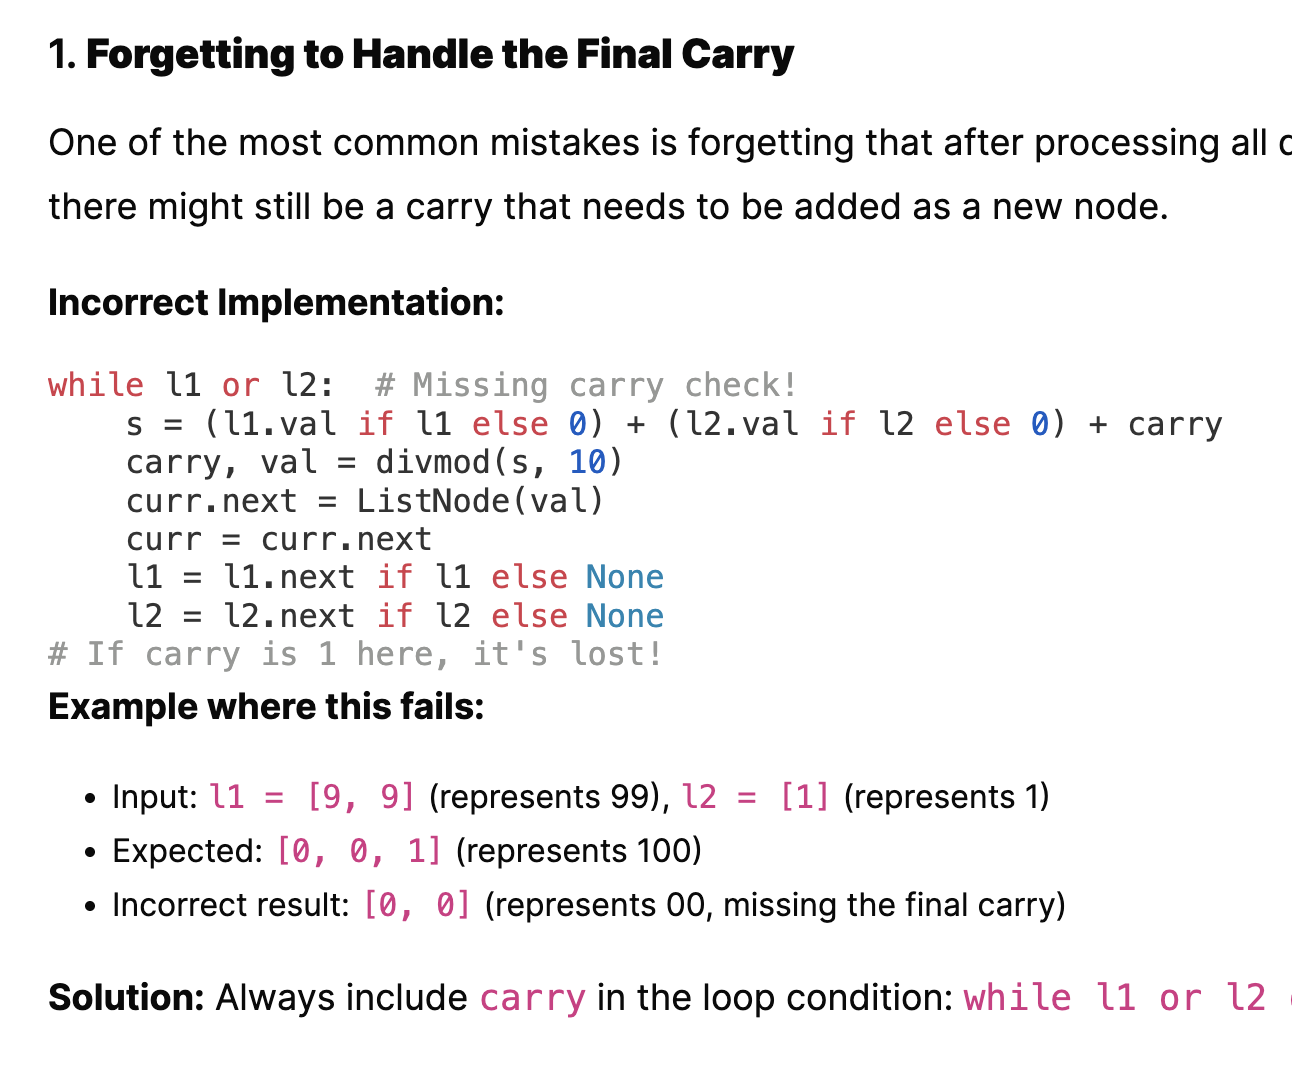 1. Forgetting to Handle the Final Carry
One of the most common mistakes is forgetting that after processing all
there might still be a carry that needs to be added as a new node.
Incorrect Implementation:
while l1 or l2:  # Missing carry check!
    s = (l1.val if l1 else 0) + (l2.val if l2 else 0) + carry
    carry, val = divmod(s, 10)
    curr.next = ListNode(val)
    curr = curr.next
    l1 = l1.next if l1 else None
    l2 = l2.next if l2 else None
# If carry is 1 here, it's lost!
Example where this fails:
• Input: l1 = [9, 9] (represents 99), l2 = [1] (represents 1)
• Expected: [0, 0, 1] (represents 100)
• Incorrect result: [0, 0] (represents 00, missing the final carry)
Solution: Always include carry in the loop condition: while l1 or l2